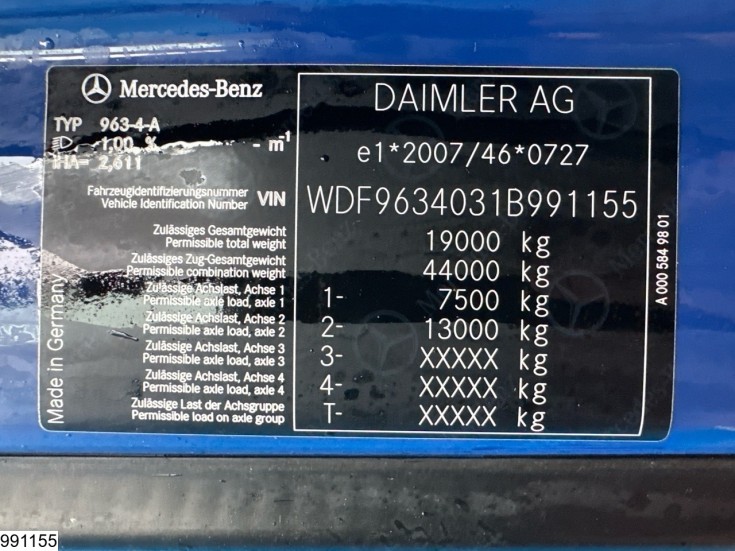 Mercedes-Benz
TYP 963-4-A
1,00 % - m⁻¹
IHA= 2,611
Fahrzeugidentifizierungsnummer
Vehicle Identification Number VIN
Zulässiges Gesamtgewicht
Permissible total weight
Zulässiges Zug-Gesamtgewicht
Permissible combination weight
Zulässige Achslast, Achse 1
Permissible axle load, axle 1
Zulässige Achslast, Achse 2
Permissible axle load, axle 2
Zulässige Achslast, Achse 3
Permissible axle load, axle 3
Zulässige Achslast, Achse 4
Permissible axle load, axle 4
Zulässige Last der Achsgruppe
Permissible load on axle group
Made in Germany
DAIMLER AG
e1*2007/46*0727
WDF9634031B991155
19000 kg
44000 kg
1- 7500 kg
2- 13000 kg
3- XXXXX kg
4- XXXXX kg
T- XXXXX kg
A 000 584 98 01
991155